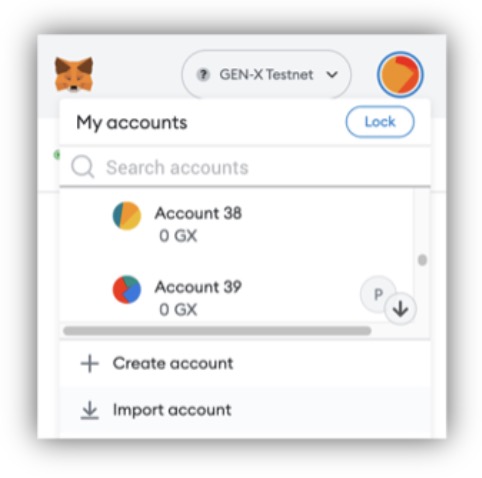 ? GEN-X Testnet
My accounts
Lock
Search accounts
Account 38
0 GX
Account 39
0 GX
P
Create account
Import account